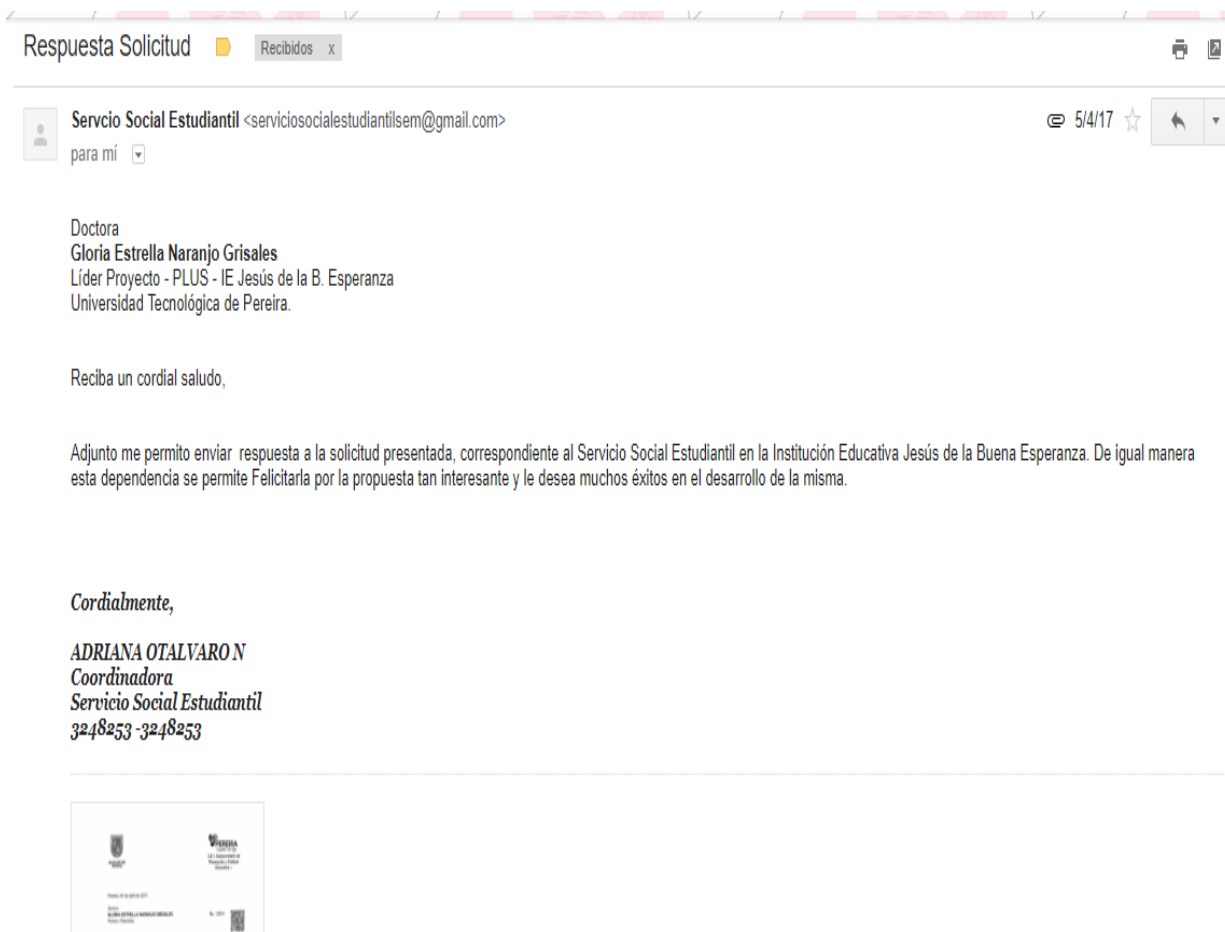 Respuesta Solicitud Recibidos x
Servcio Social Estudiantil <serviciosocialestudiantilsem@gmail.com> 5/4/17
para mí
Doctora
Gloria Estrella Naranjo Grisales
Líder Proyecto - PLUS - IE Jesús de la B. Esperanza
Universidad Tecnológica de Pereira.
Reciba un cordial saludo,
Adjunto me permito enviar respuesta a la solicitud presentada, correspondiente al Servicio Social Estudiantil en la Institución Educativa Jesús de la Buena Esperanza. De igual manera
esta dependencia se permite Felicitarla por la propuesta tan interesante y le desea muchos éxitos en el desarrollo de la misma.
Cordialmente,
ADRIANA OTALVARO N
Coordinadora
Servicio Social Estudiantil
3248253 -3248253
PEREIRA
GLORIA ESTRELLA NARANJO GRISALES